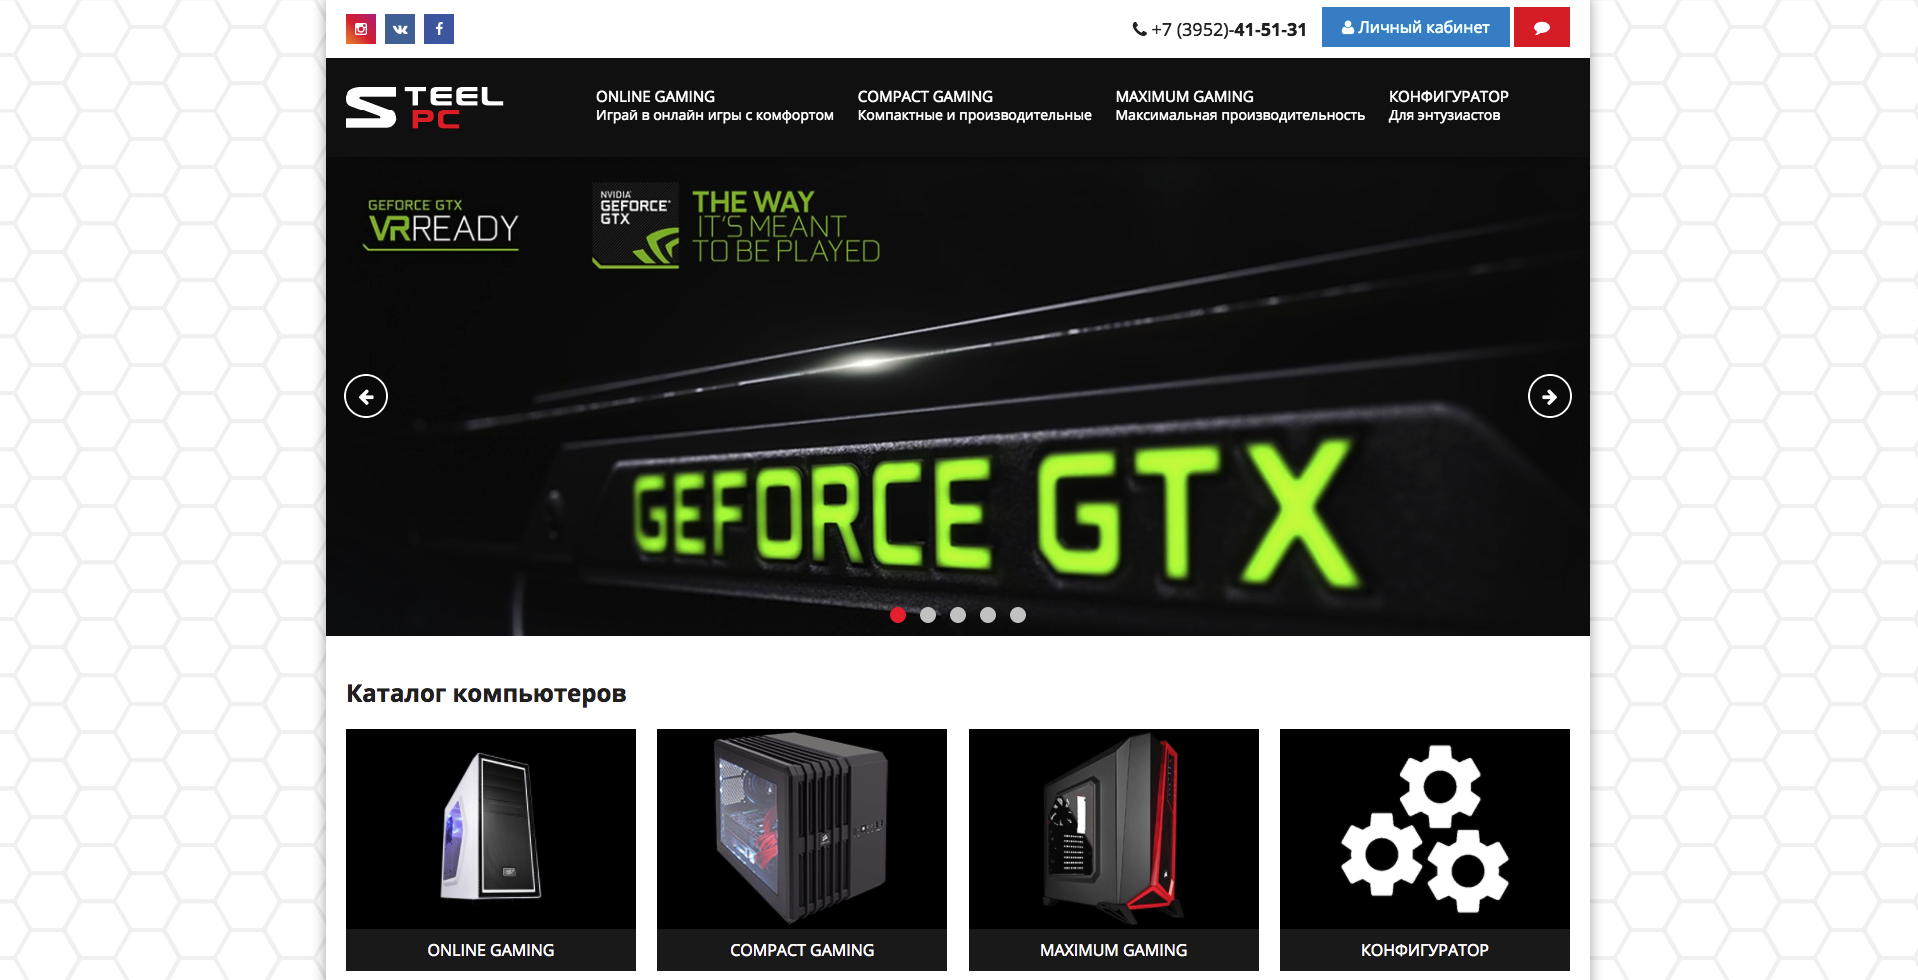 +7 (3952)-41-51-31
Личный кабинет
STEEL
PC
ONLINE GAMING
Играй в онлайн игры с комфортом
COMPACT GAMING
Компактные и производительные
MAXIMUM GAMING
Максимальная производительность
КОНФИГУРАТОР
Для энтузиастов
GEFORCE GTX
VRREADY
NVIDIA
GEFORCE
GTX
THE WAY
IT'S MEANT
TO BE PLAYED
GEFORCE GTX
Каталог компьютеров
ONLINE GAMING
COMPACT GAMING
MAXIMUM GAMING
КОНФИГУРАТОР